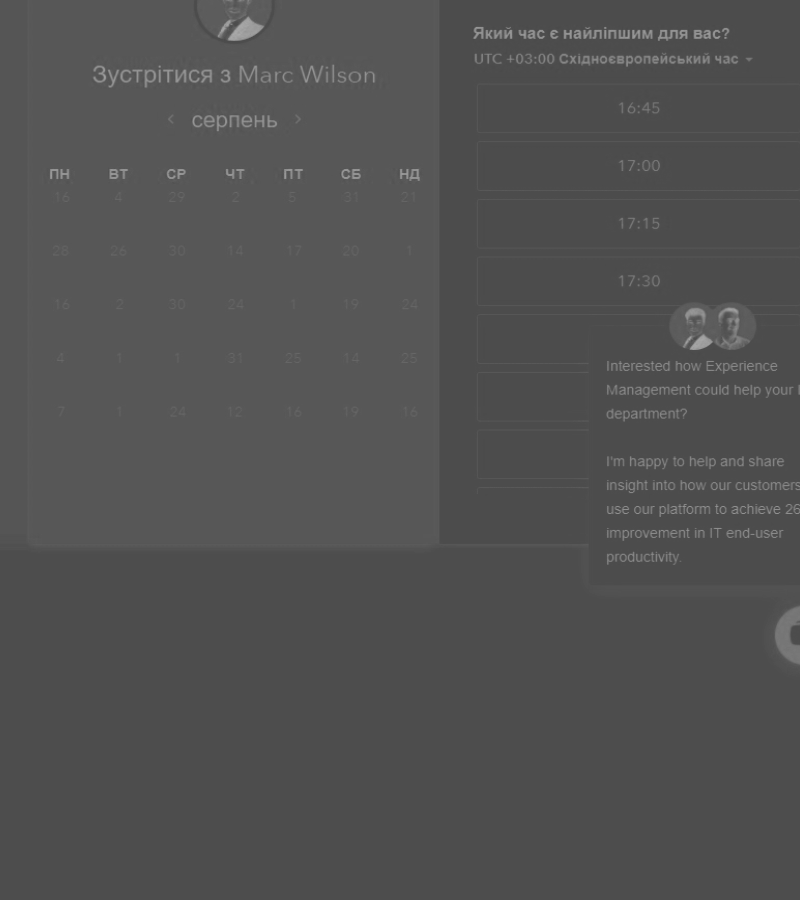 Зустрітися з Marc Wilson
серпень
ПН ВТ СР ЧТ ПТ СБ НД
16 4 29 2 5 31 21
28 26 30 14 17 20 1
16 2 30 24 1 19 24
4 1 1 31 25 14 25
7 1 24 12 16 19 16
Який час є найліпшим для вас?
UTC +03:00 Східноєвропейський час
16:45
17:00
17:15
17:30
Interested how Experience
Management could help your
department?
I'm happy to help and share
insight into how our customers
use our platform to achieve 26
improvement in IT end-user
productivity.